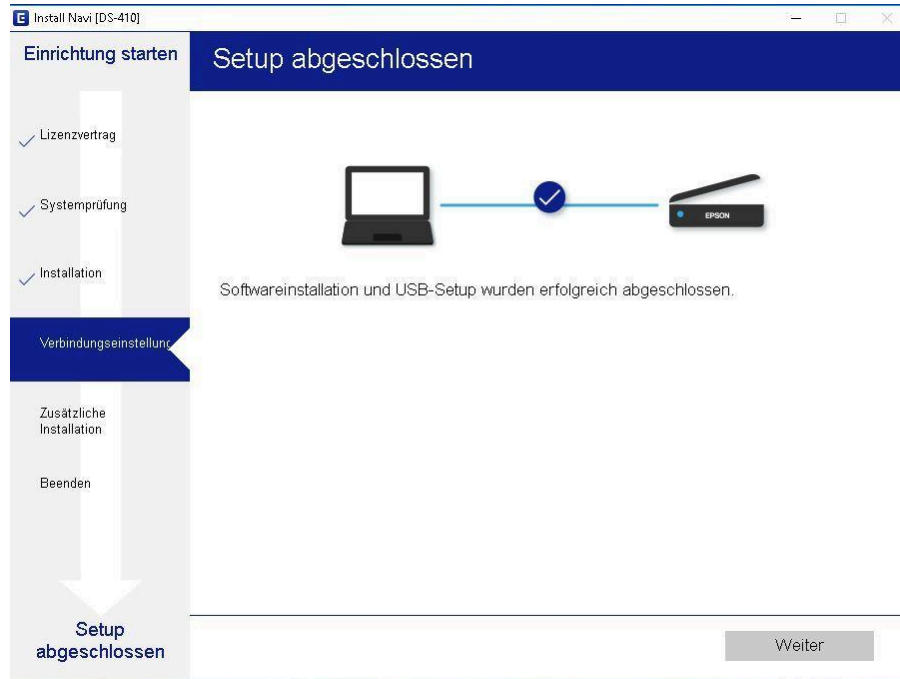 Install Navi [DS-410]
Einrichtung starten
Setup abgeschlossen
Lizenzvertrag
Systemprüfung
Installation
Verbindungseinstellung
Zusätzliche
Installation
Beenden
Setup
abgeschlossen
EPSON
Softwareinstallation und USB-Setup wurden erfolgreich abgeschlossen.
Weiter